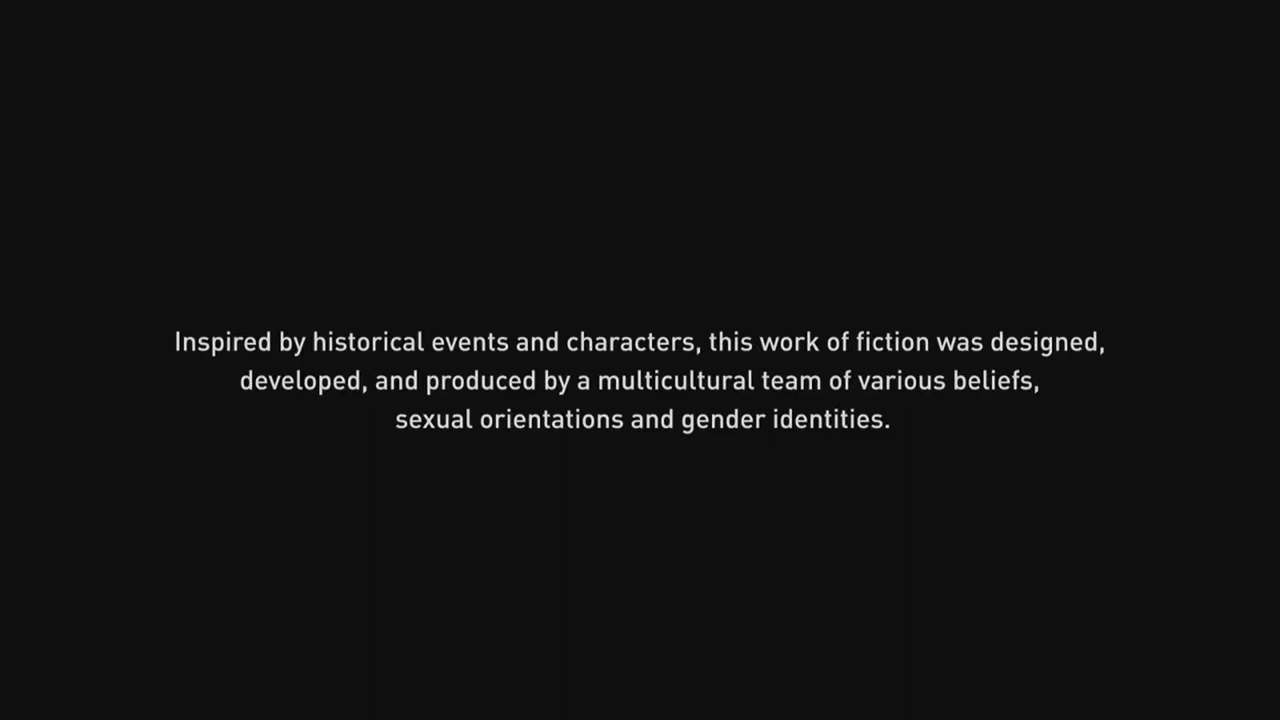 Inspired by historical events and characters, this work of fiction was designed,
developed, and produced by a multicultural team of various beliefs,
sexual orientations and gender identities.